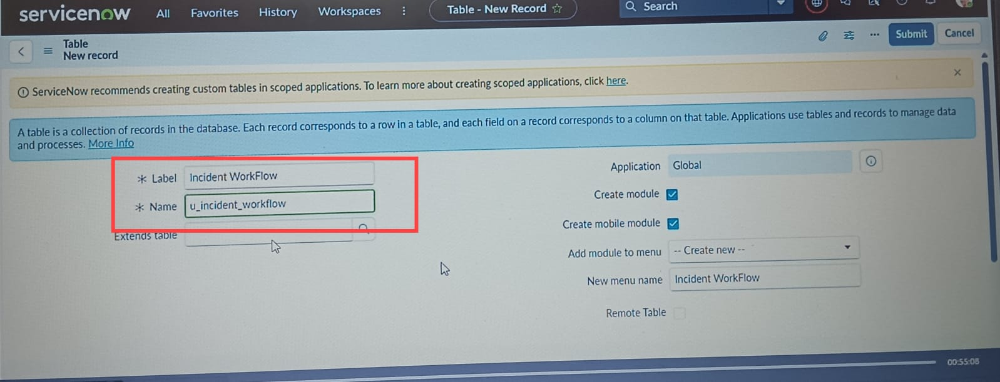 servicenow All Favorites History Workspaces Table - New Record Search
Table
New record
Submit Cancel
ServiceNow recommends creating custom tables in scoped applications. To learn more about creating scoped applications, click here.
A table is a collection of records in the database. Each record corresponds to a row in a table, and each field on a record corresponds to a column on that table. Applications use tables and records to manage data
and processes. More Info
* Label Incident WorkFlow
* Name u_incident_workflow
Extends table
Application Global
Create module
Create mobile module
Add module to menu -- Create new --
New menu name Incident WorkFlow
Remote Table
00:55:08